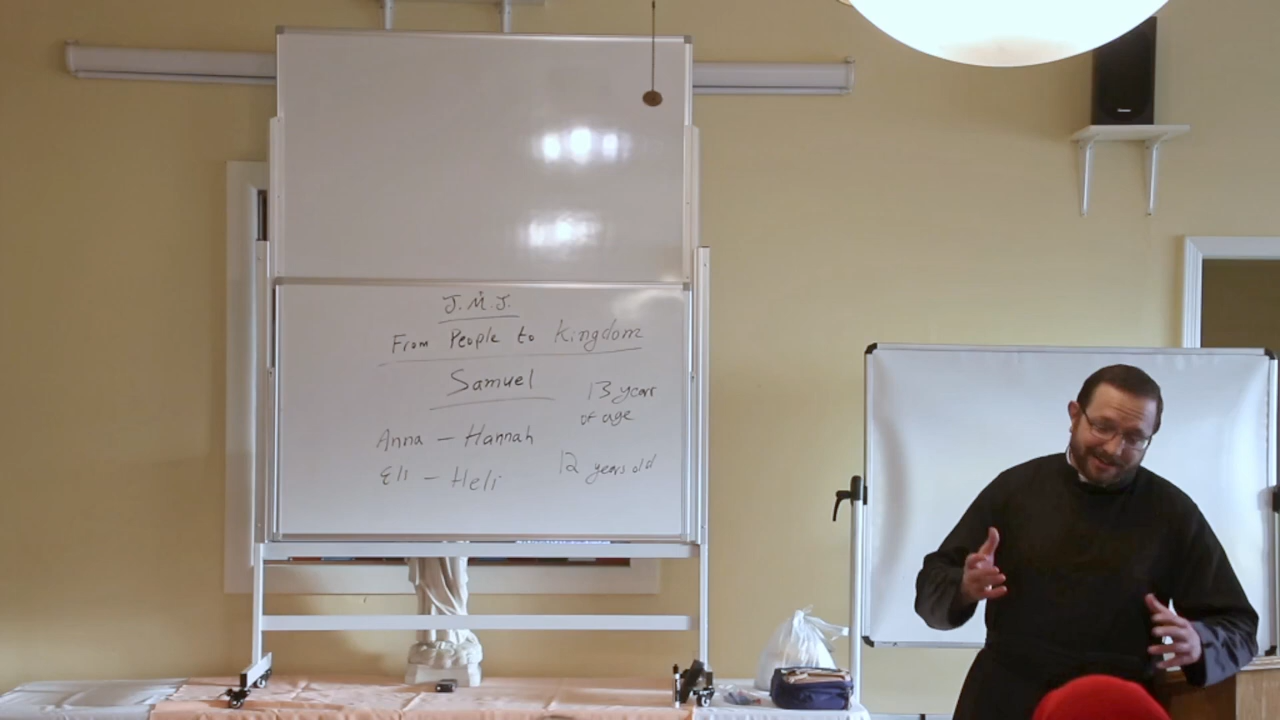 J.M.J.
From People to Kingdom
Samuel
13 years
of age
Anna – Hannah
Eli – Heli
12 years old